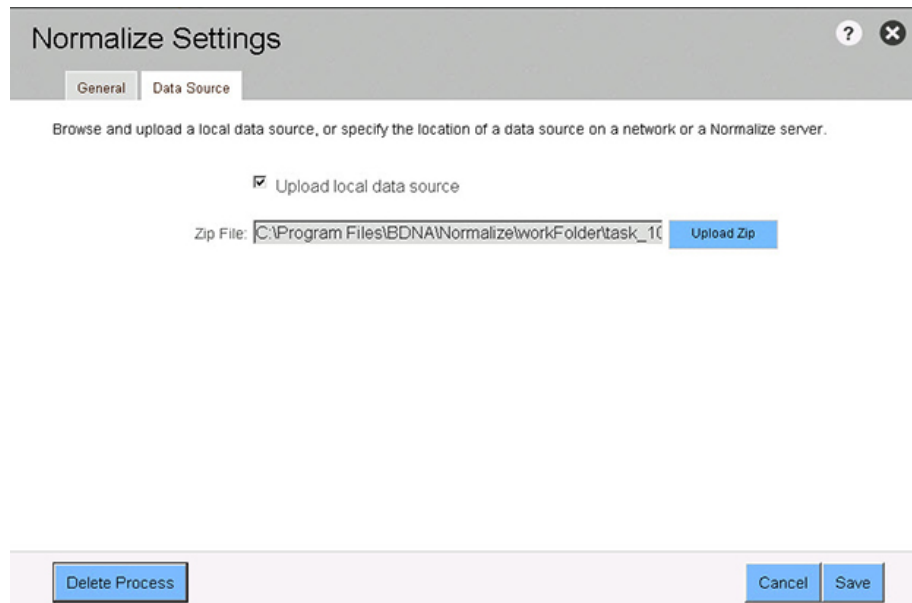 Normalize Settings
?
General Data Source
Browse and upload a local data source, or specify the location of a data source on a network or a Normalize server.
Upload local data source
Zip File: C:\Program Files\BDNA\Normalize\workFolder\task_10 Upload Zip
Delete Process Cancel Save